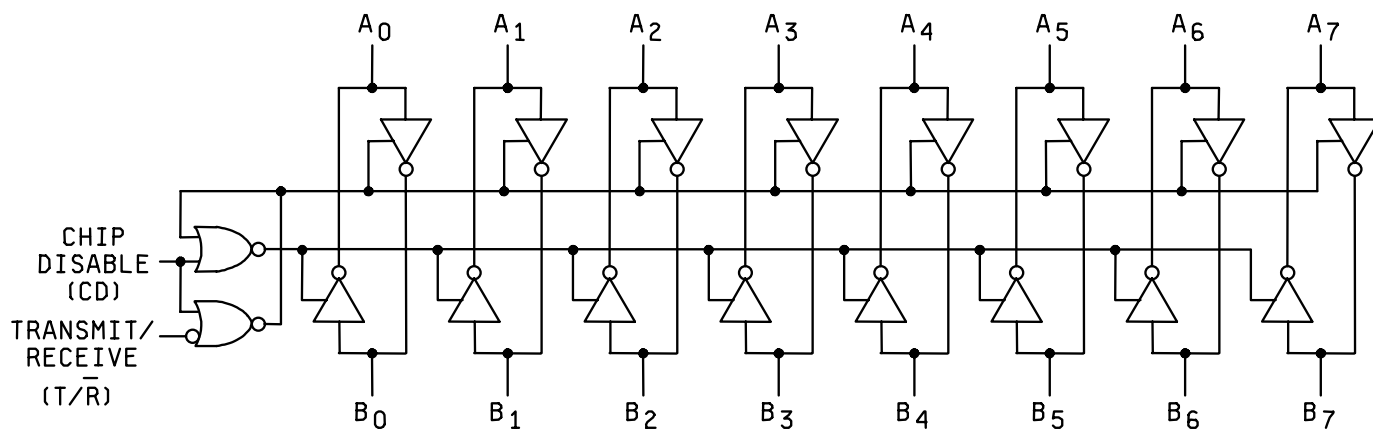 A0 A1 A2 A3 A4 A5 A6 A7
CHIP
DISABLE
(CD)
TRANSMIT/
RECEIVE
(T/R̅)
B0 B1 B2 B3 B4 B5 B6 B7